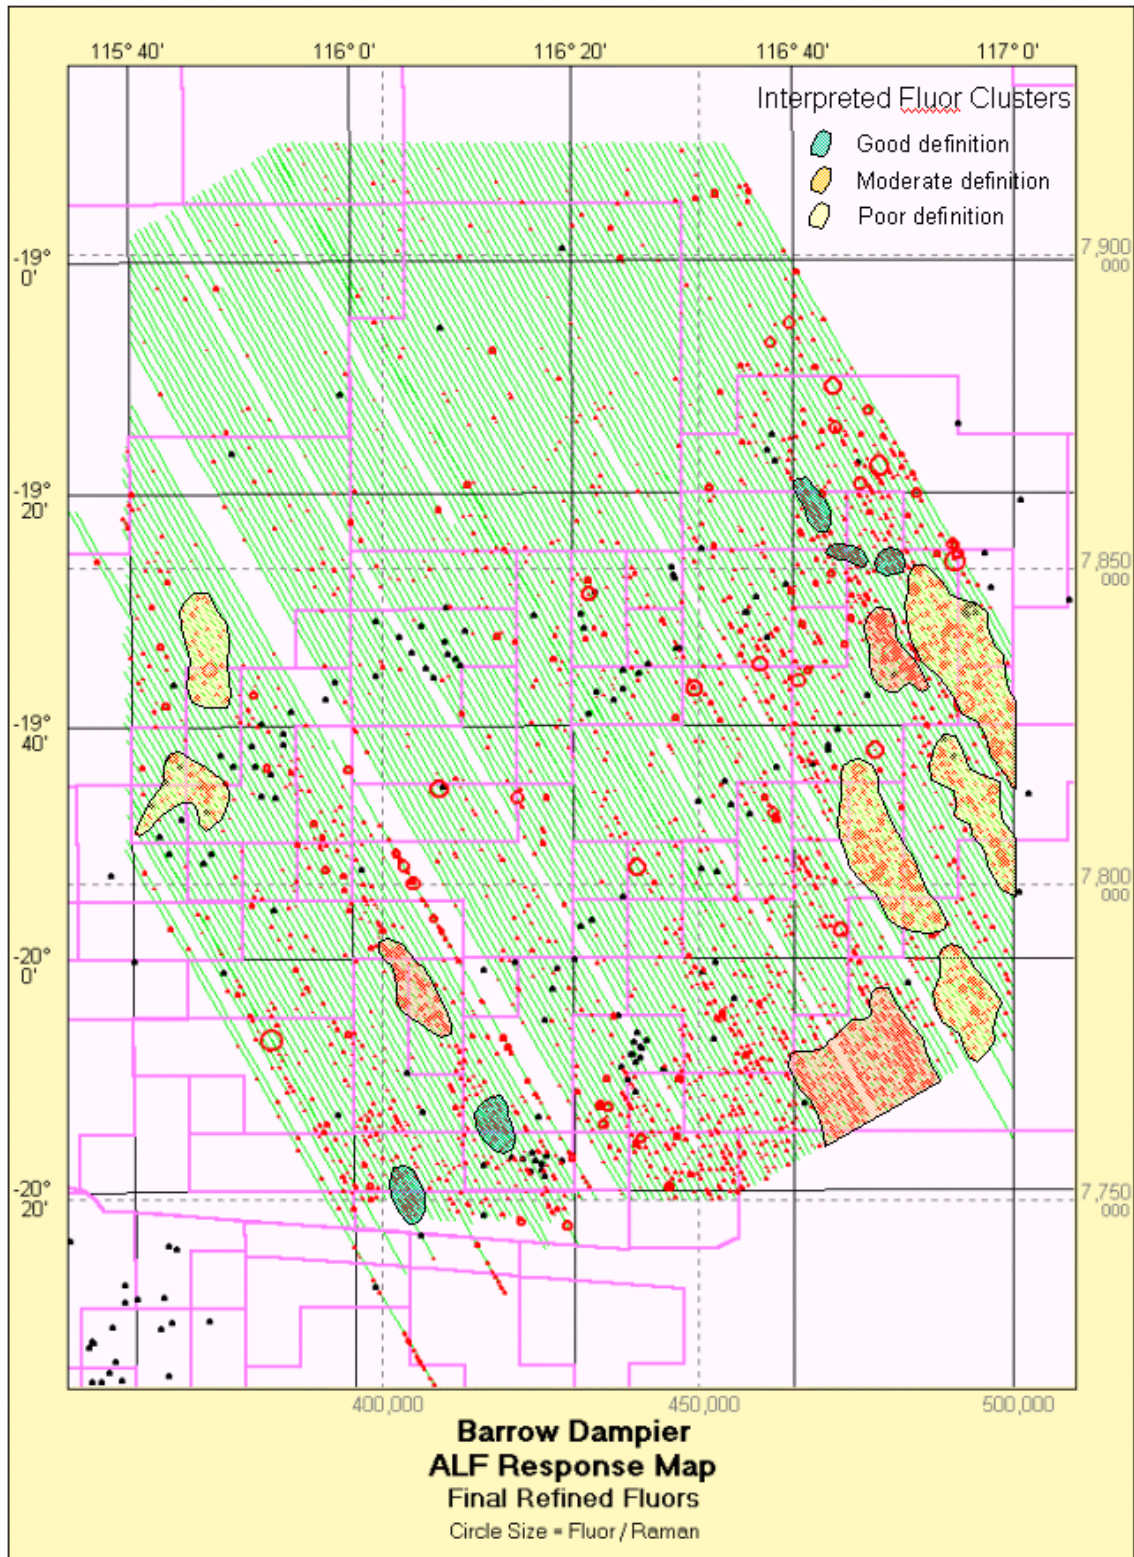 115° 40' 116° 0' 116° 20' 116° 40' 117° 0'
Interpreted Fluor Clusters
Good definition
Moderate definition
Poor definition
-19°
0'
7,900
000
-19°
20'
7,850
000
-19°
40'
7,800
000
-20°
0'
-20°
20'
7,750
000
400,000 450,000 500,000
Barrow Dampier
ALF Response Map
Final Refined Fluors
Circle Size = Fluor / Raman